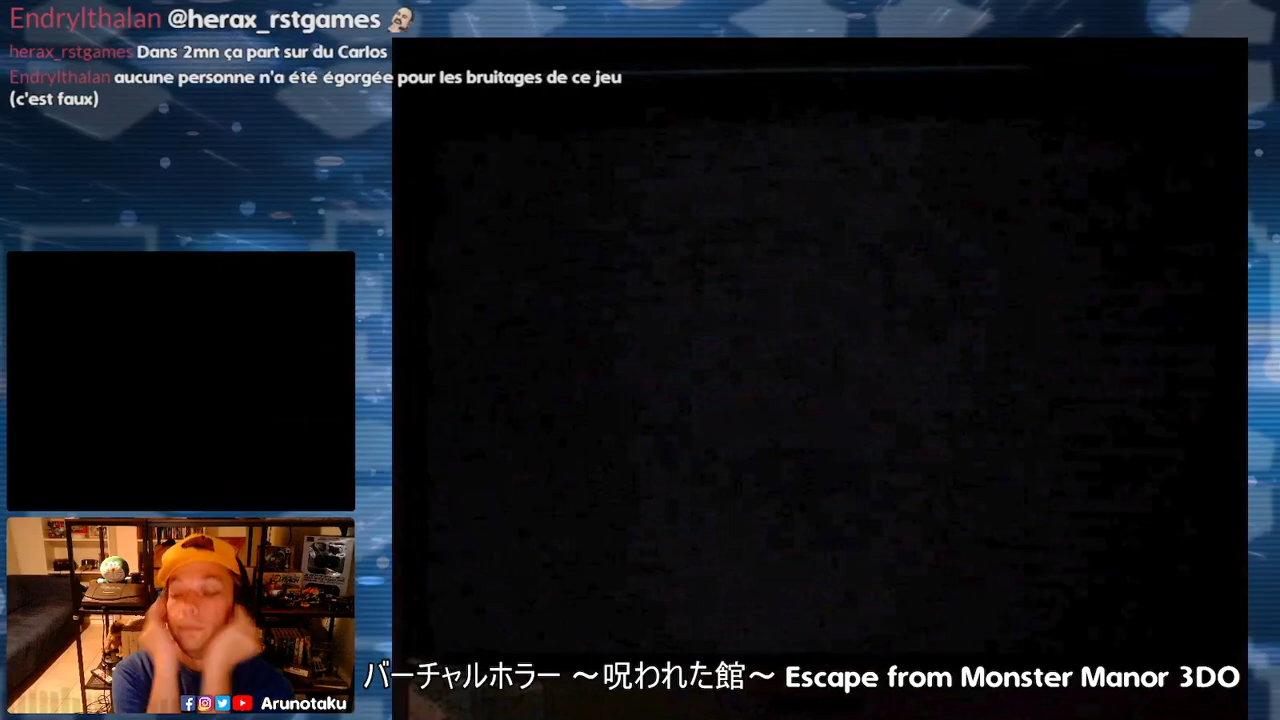 Endrylthalan @herax_rstgames
herax_rstgames Dans 2mn ça part sur du Carlos
Endrylthalan aucune personne n'a été égorgée pour les bruitages de ce jeu
(c'est faux)
Arunotaku
バーチャルホラー ～呪われた館～ Escape from Monster Manor 3DO